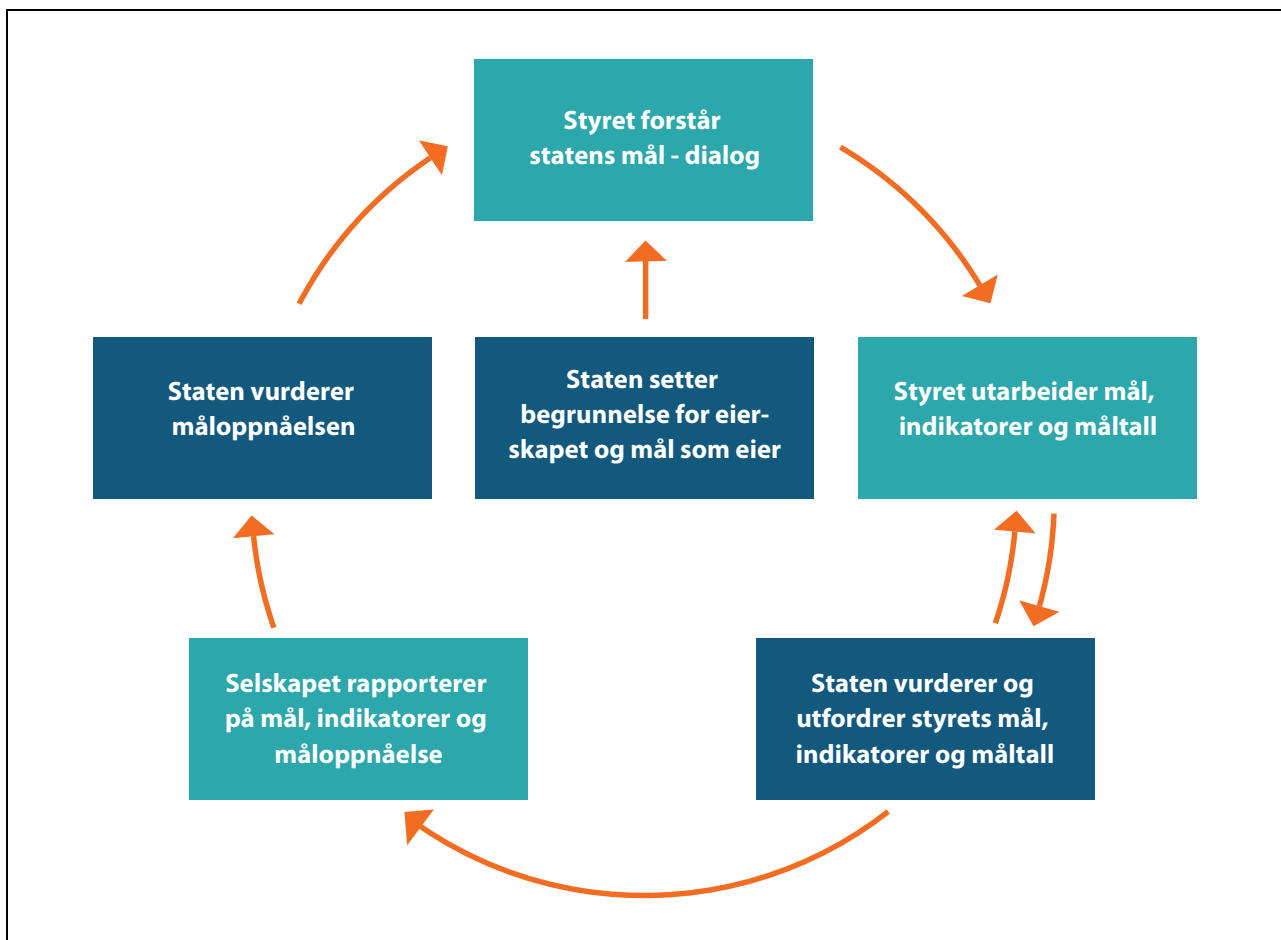 Styret forstår
statens mål - dialog
Staten vurderer
måloppnåelsen
Staten setter
begrunnelse for eier-
skapet og mål som eier
Styret utarbeider mål,
indikatorer og måltall
Selskapet rapporterer
på mål, indikatorer og
måloppnåelse
Staten vurderer og
utfordrer styrets mål,
indikatorer og måltall